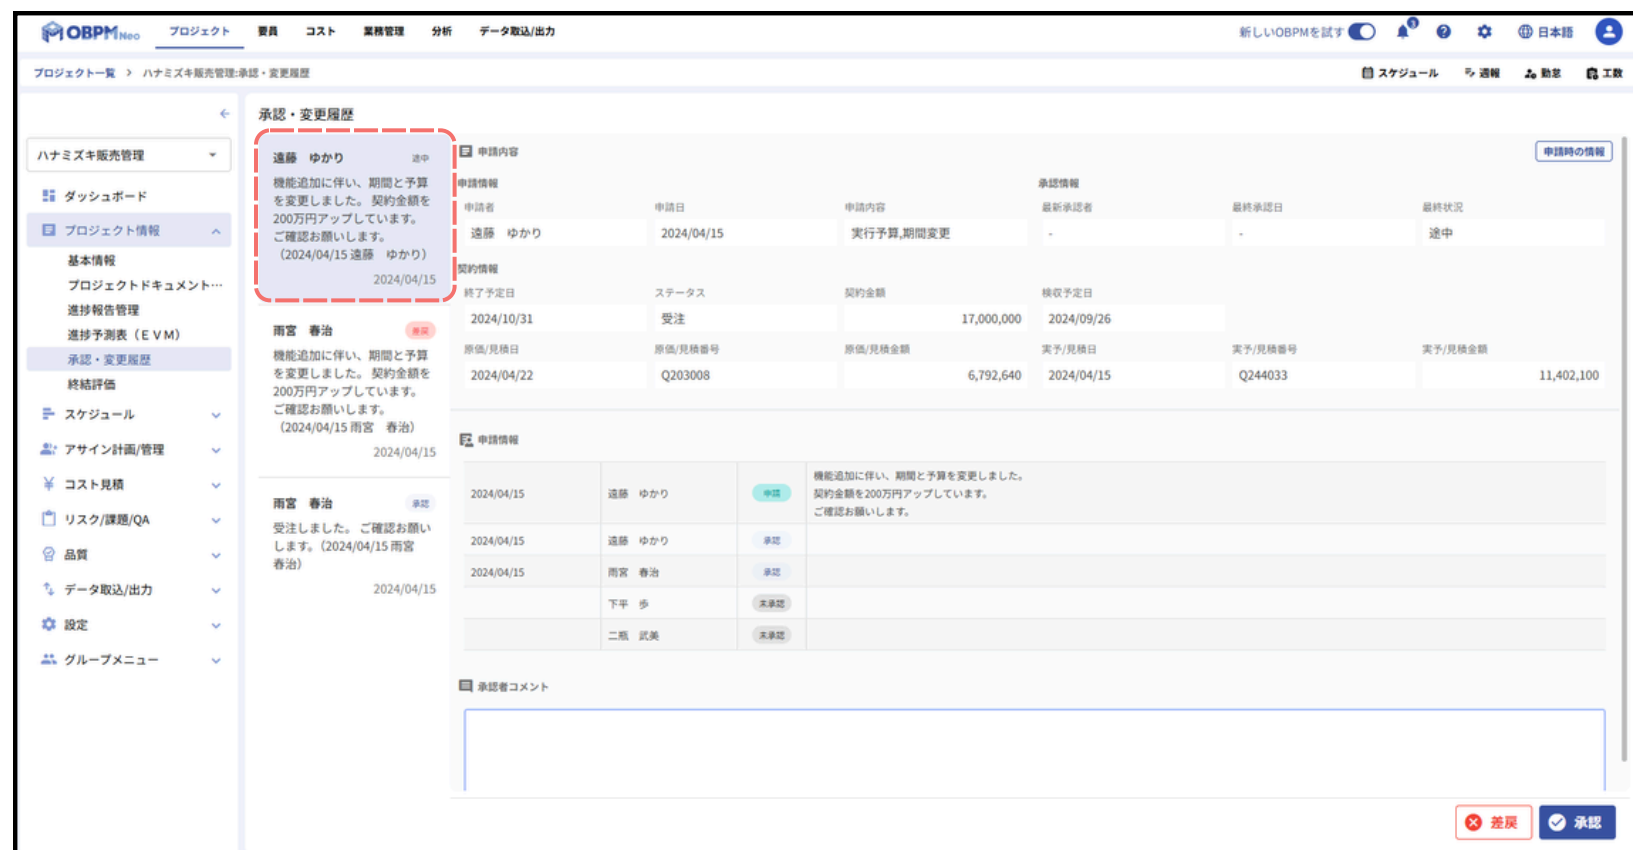 OBPM Neo
プロジェクト 要員 コスト 業務管理 分析 データ取込/出力
新しいOBPMを試す 3 日本語
プロジェクト一覧 › ハナミズキ販売管理:承認・変更履歴
スケジュール 週報 勤怠 工数
ハナミズキ販売管理
ダッシュボード
プロジェクト情報
基本情報
プロジェクトドキュメント…
進捗報告管理
進捗予測表（ＥＶＭ）
承認・変更履歴
終結評価
スケジュール
アサイン計画/管理
コスト見積
リスク/課題/QA
品質
データ取込/出力
設定
グループメニュー
承認・変更履歴
遠藤　ゆかり 途中
機能追加に伴い、期間と予算
を変更しました。 契約金額を
200万円アップしています。
ご確認お願いします。
（2024/04/15 遠藤　ゆかり）
2024/04/15
雨宮　春治 差戻
機能追加に伴い、期間と予算
を変更しました。 契約金額を
200万円アップしています。
ご確認お願いします。
（2024/04/15 雨宮　春治）
2024/04/15
雨宮　春治 承認
受注しました。 ご確認お願い
します。（2024/04/15 雨宮
春治）
2024/04/15
申請内容
申請時の情報
申請情報 承認情報
申請者 申請日 申請内容 最新承認者 最終承認日 最終状況
遠藤　ゆかり 2024/04/15 実行予算,期間変更 - - 途中
契約情報
終了予定日 ステータス 契約金額 検収予定日
2024/10/31 受注 17,000,000 2024/09/26
原価/見積日 原価/見積番号 原価/見積金額 実予/見積日 実予/見積番号 実予/見積金額
2024/04/22 Q203008 6,792,640 2024/04/15 Q244033 11,402,100
申請情報
2024/04/15 遠藤　ゆかり 申請 機能追加に伴い、期間と予算を変更しました。
契約金額を200万円アップしています。
ご確認お願いします。
2024/04/15 遠藤　ゆかり 承認
2024/04/15 雨宮　春治 承認
下平　歩 未承認
二瓶　武美 未承認
承認者コメント
差戻 承認